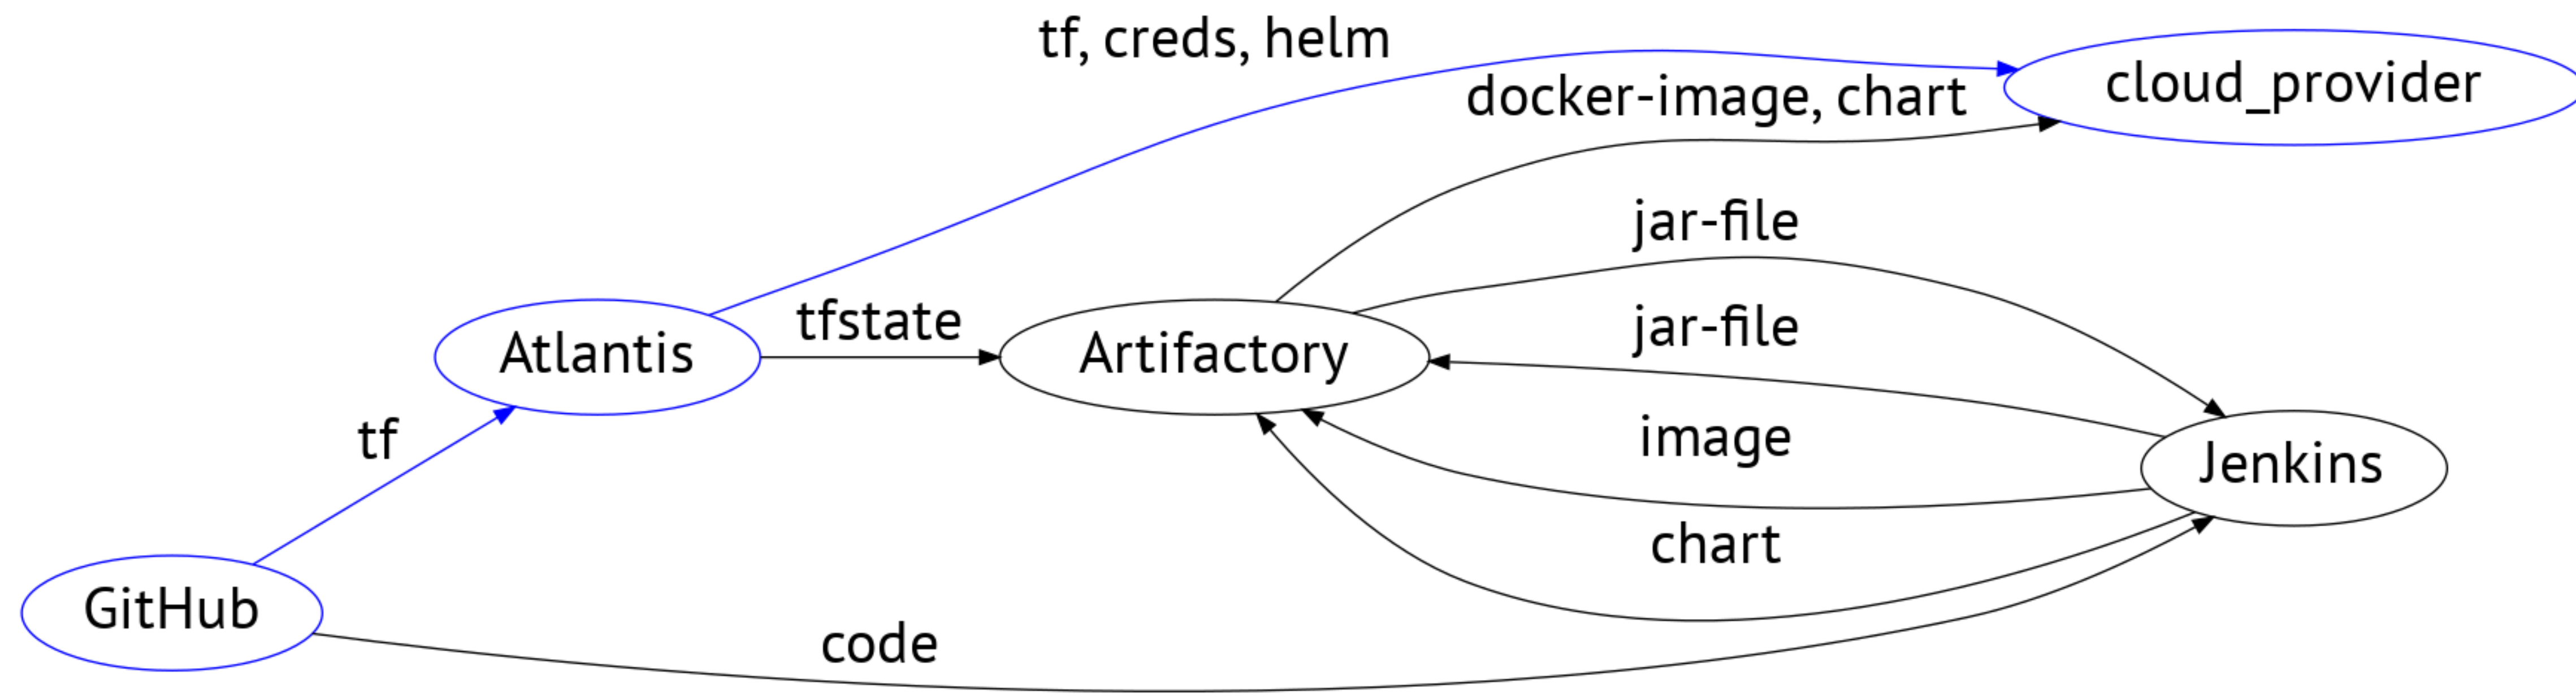 tf, creds, helm
cloud_provider
docker-image, chart
jar-file
tfstate
jar-file
Atlantis
Artifactory
tf
image
Jenkins
chart
GitHub
code